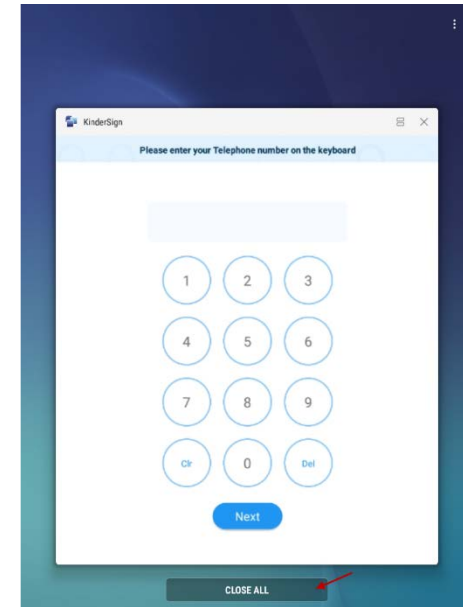 KinderSign
Please enter your Telephone number on the keyboard
1 2 3
4 5 6
7 8 9
Clr 0 Del
Next
CLOSE ALL